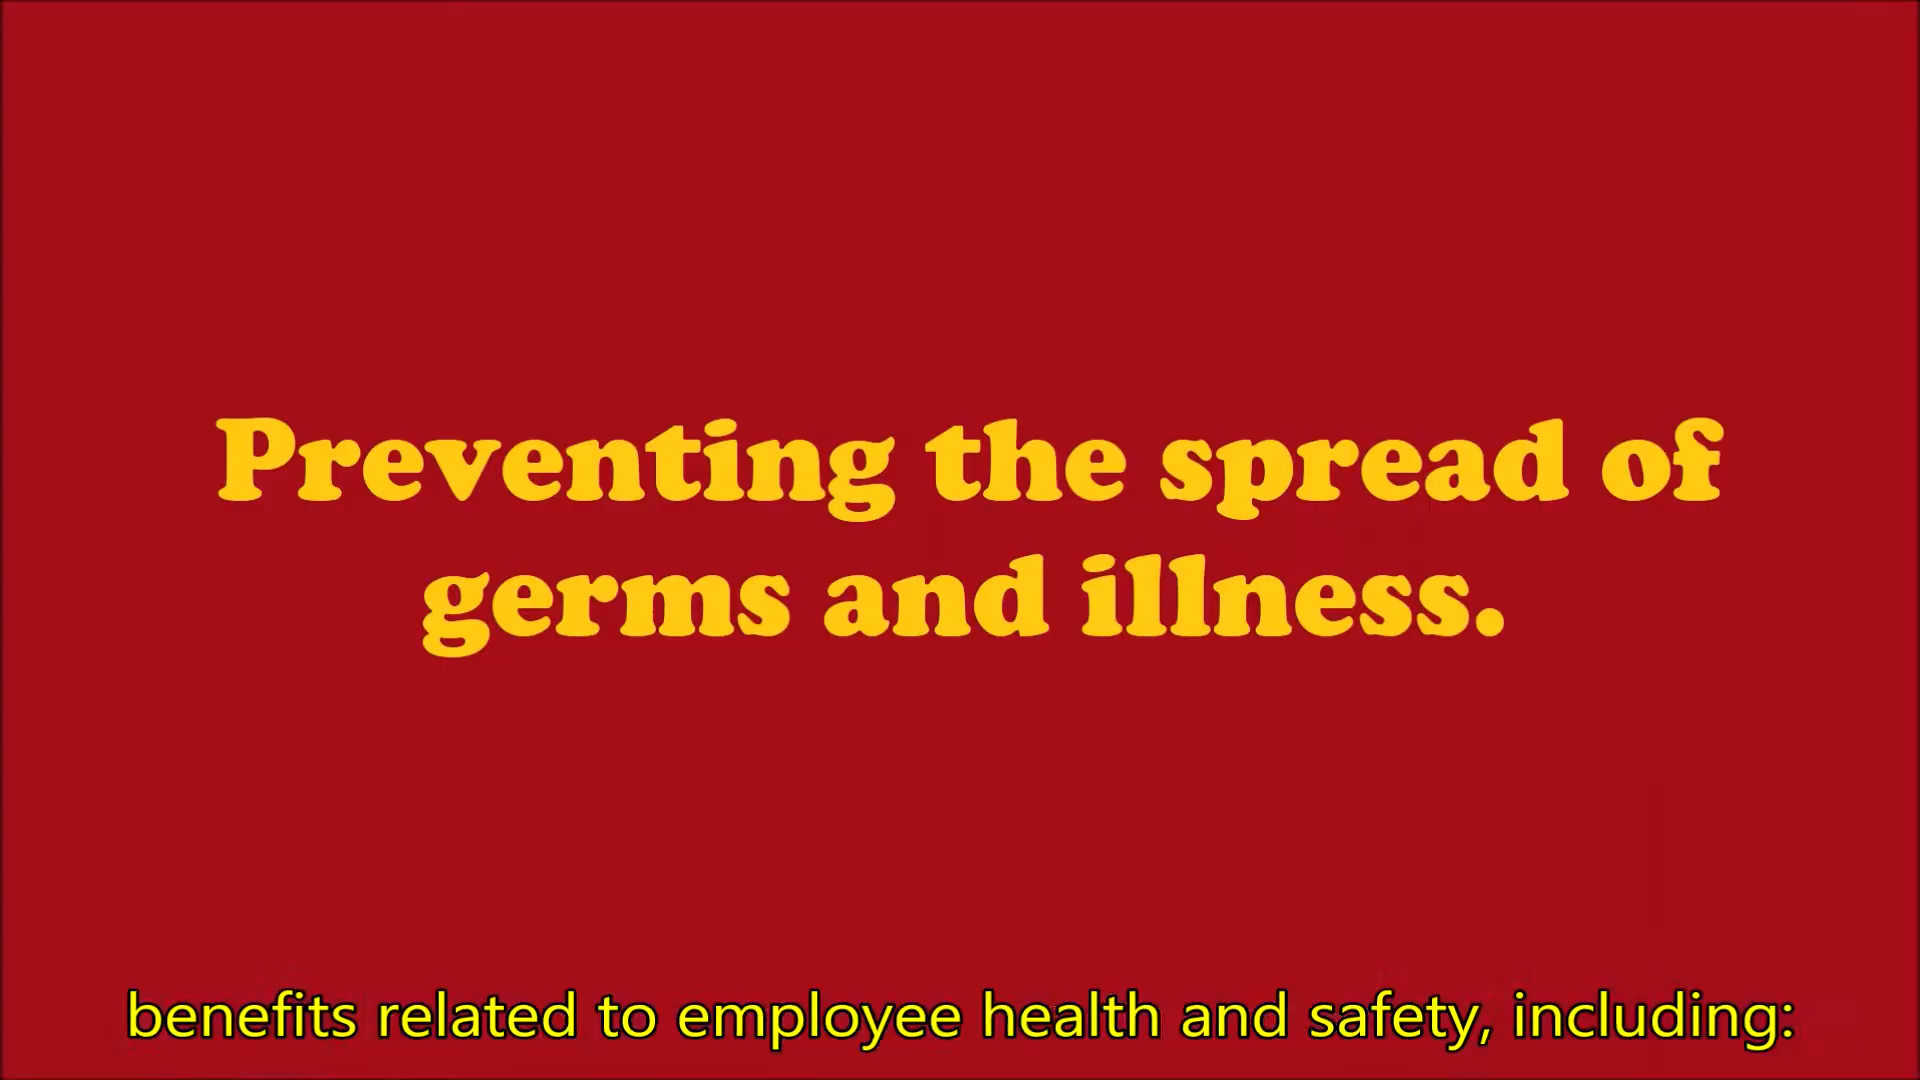 Preventing the spread of
germs and illness.
benefits related to employee health and safety, including: